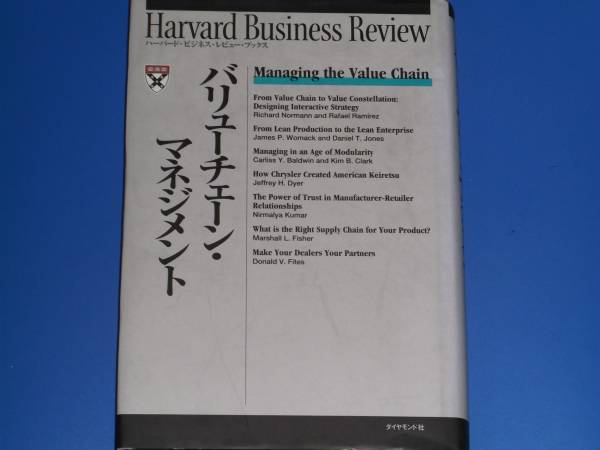 Harvard Business Review
ハーバード・ビジネス・レビュー・ブックス
バリューチェーン・
マネジメント
Managing the Value Chain
From Value Chain to Value Constellation:
Designing Interactive Strategy
Richard Normann and Rafael Ramírez
From Lean Production to the Lean Enterprise
James P. Womack and Daniel T. Jones
Managing in an Age of Modularity
Carliss Y. Baldwin and Kim B. Clark
How Chrysler Created American Keiretsu
Jeffrey H. Dyer
The Power of Trust in Manufacturer-Retailer
Relationships
Nirmalya Kumar
What is the Right Supply Chain for Your Product?
Marshall L. Fisher
Make Your Dealers Your Partners
Donald V. Fites
ダイヤモンド社